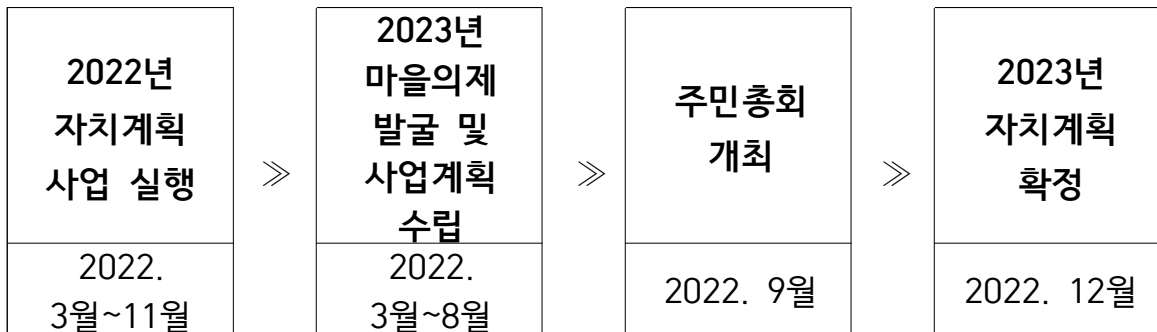 2022년
자치계획
사업 실행
2022.
3월~11월
≫
2023년
마을의제
발굴 및
사업계획
수립
2022.
3월~8월
≫
주민총회
개최
2022. 9월
≫
2023년
자치계획
확정
2022. 12월